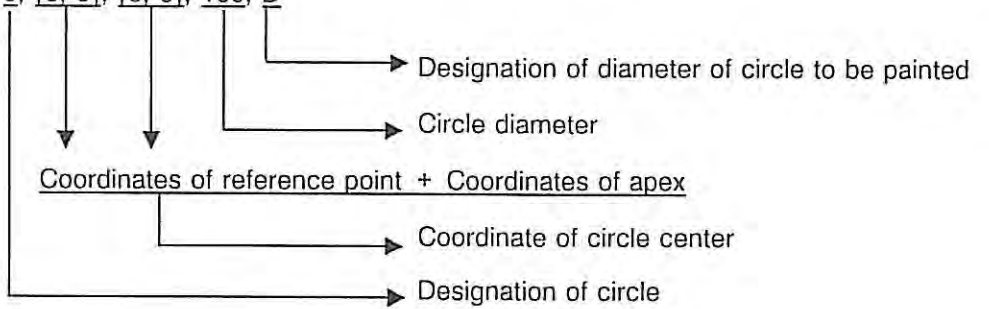 Designation of diameter of circle to be painted
Circle diameter
Coordinates of reference point + Coordinates of apex
Coordinate of circle center
Designation of circle